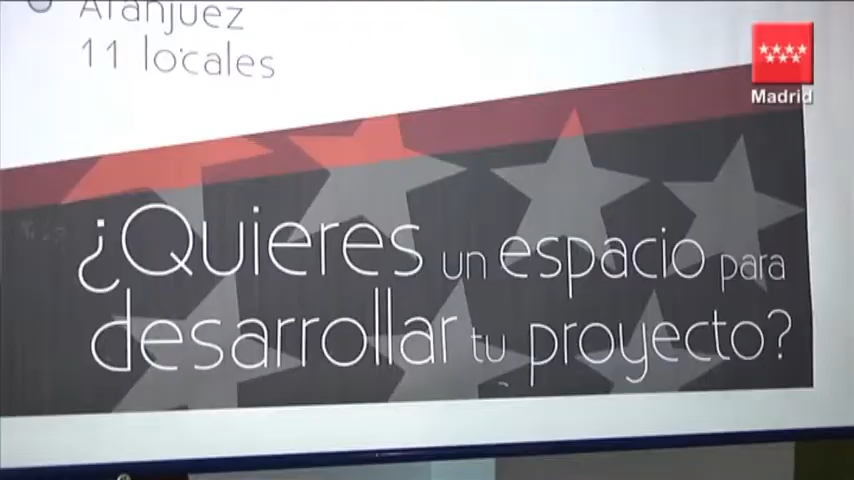 Aranjuez
11 locales
Madrid
¿Quieres un espacio para
desarrollar tu proyecto?